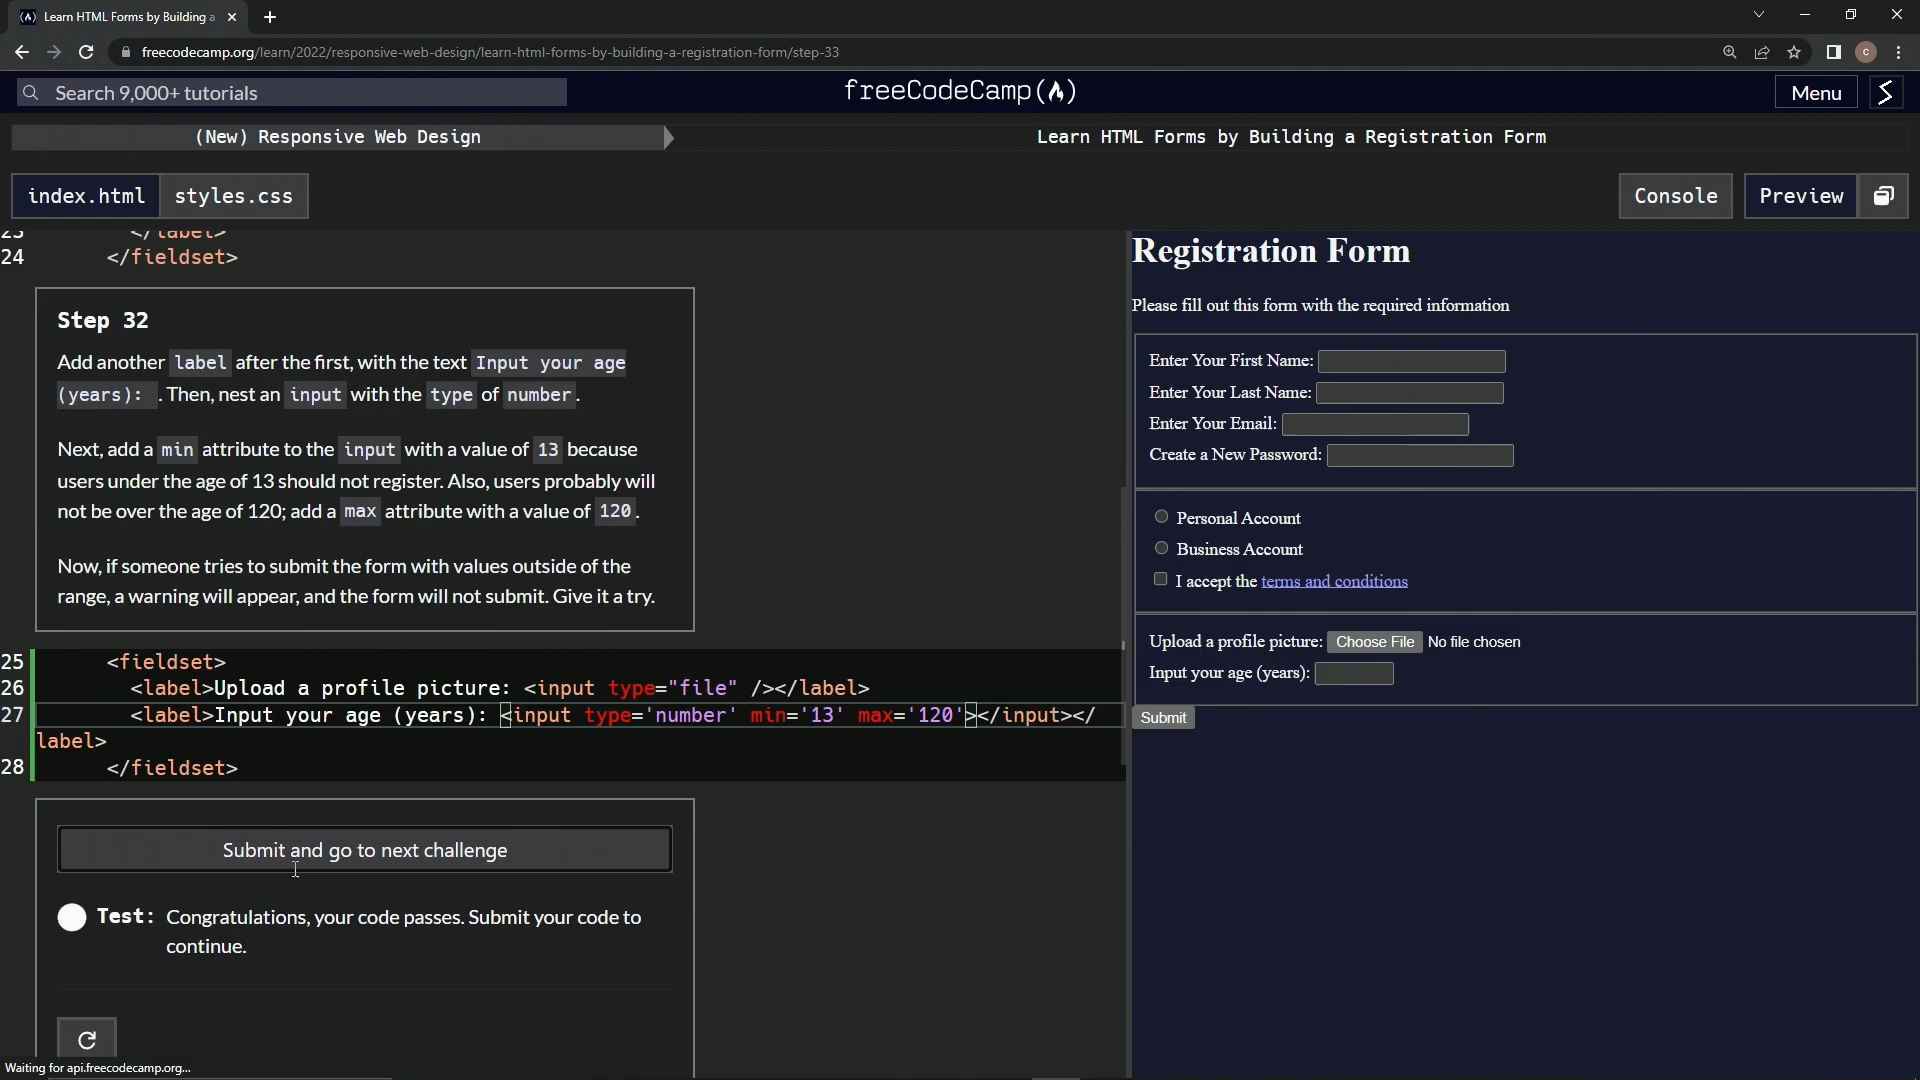 Learn HTML Forms by Building a
freecodecamp.org/learn/2022/responsive-web-design/learn-html-forms-by-building-a-registration-form/step-33
C
Search 9,000+ tutorials
freeCodeCamp
Menu
(New) Responsive Web Design
Learn HTML Forms by Building a Registration Form
index.html
styles.css
Console
Preview
23 </label>
24 </fieldset>
Step 32
Add another label after the first, with the text Input your age
(years): . Then, nest an input with the type of number.
Next, add a min attribute to the input with a value of 13 because
users under the age of 13 should not register. Also, users probably will
not be over the age of 120; add a max attribute with a value of 120.
Now, if someone tries to submit the form with values outside of the
range, a warning will appear, and the form will not submit. Give it a try.
25 <fieldset>
26 <label>Upload a profile picture: <input type="file" /></label>
27 <label>Input your age (years): <input type='number' min='13' max='120'></input></
label>
28 </fieldset>
Submit and go to next challenge
Test: Congratulations, your code passes. Submit your code to
continue.
Waiting for api.freecodecamp.org...
Registration Form
Please fill out this form with the required information
Enter Your First Name:
Enter Your Last Name:
Enter Your Email:
Create a New Password:
Personal Account
Business Account
I accept the terms and conditions
Upload a profile picture: Choose File No file chosen
Input your age (years):
Submit